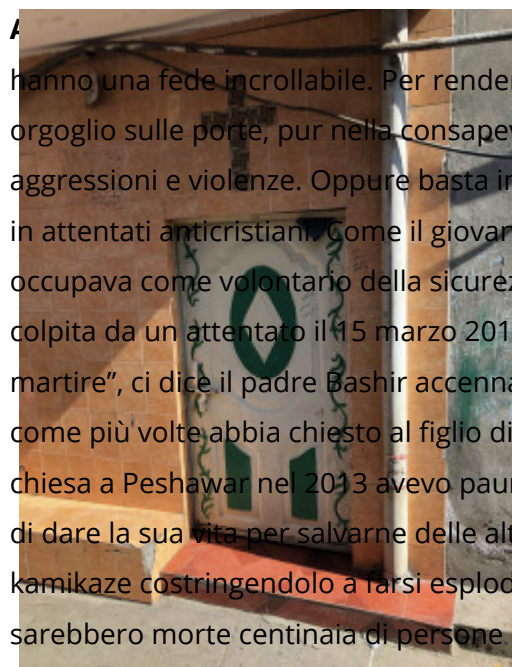 A
hanno una fede incrollabile. Per render
orgoglio sulle porte, pur nella consapev
aggressioni e violenze. Oppure basta in
in attentati anticristiani. Come il giovan
occupava come volontario della sicurez
colpita da un attentato il 15 marzo 201
martire”, ci dice il padre Bashir accenna
come più volte abbia chiesto al figlio di
chiesa a Peshawar nel 2013 avevo paur
di dare la sua vita per salvarne delle alt
kamikaze costringendolo a farsi esplod
sarebbero morte centinaia di persone